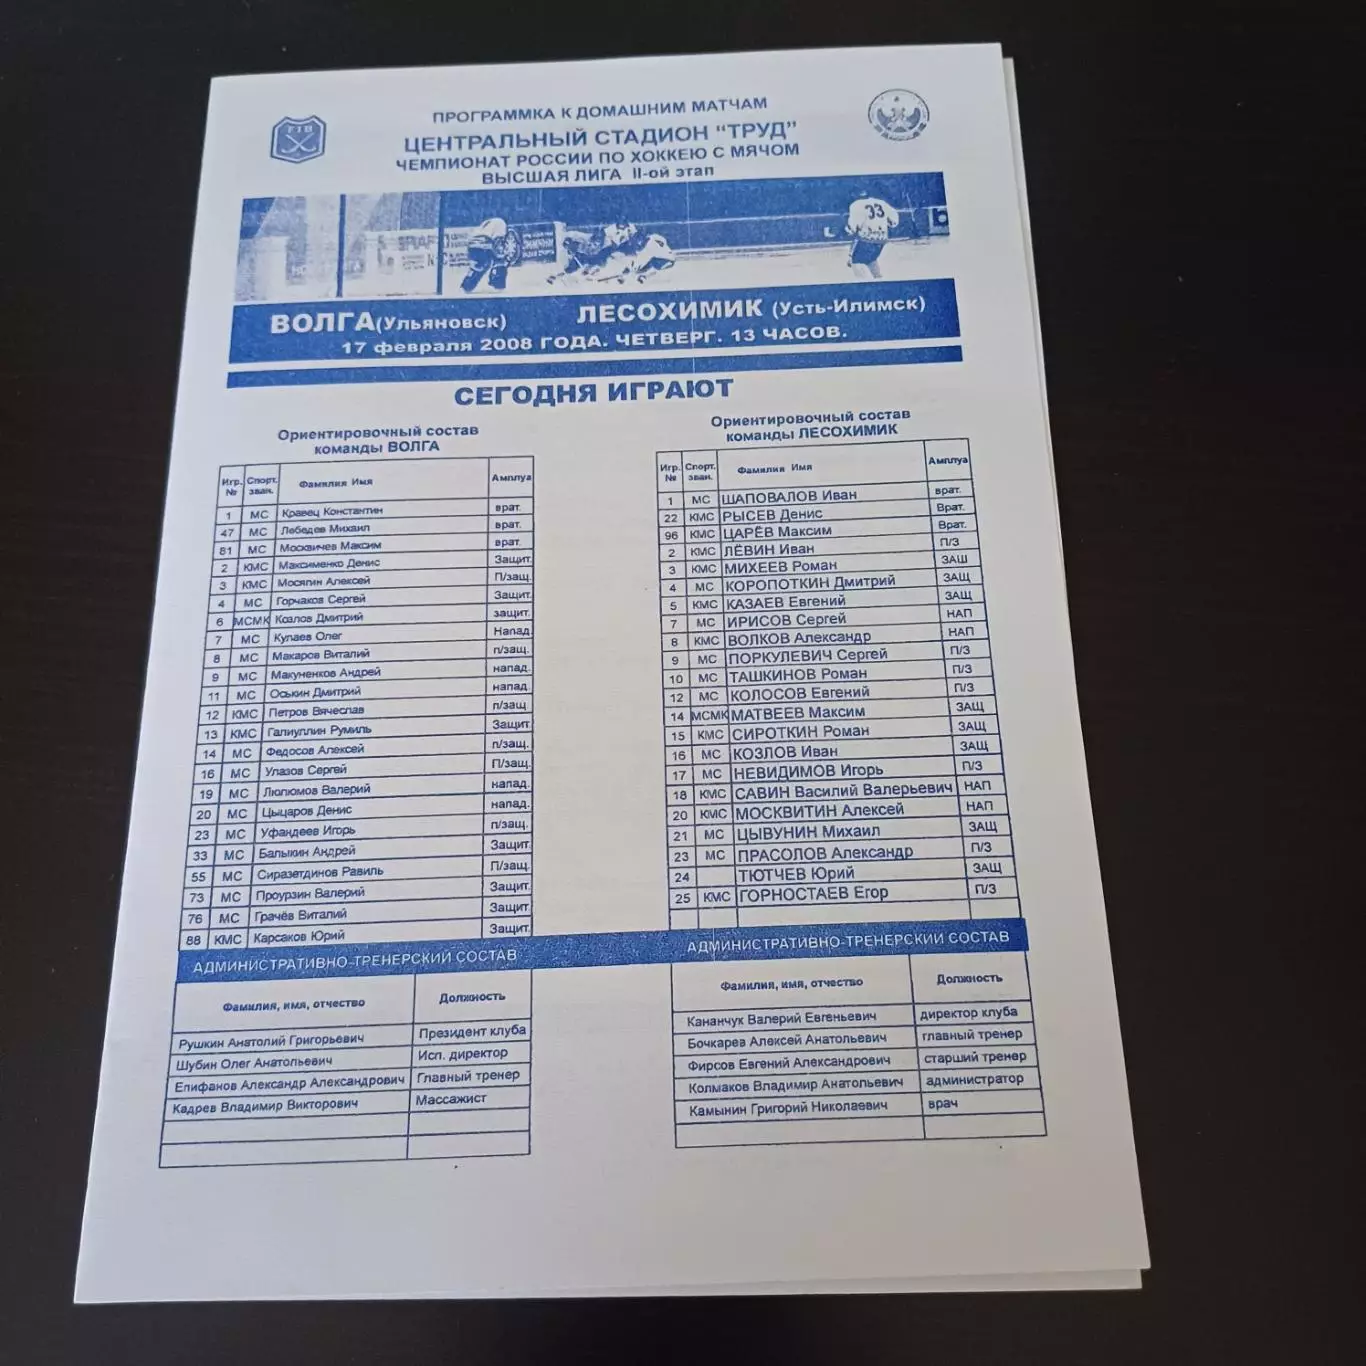 ПРОГРАММКА К ДОМАШНИМ МАТЧАМ
ЦЕНТРАЛЬНЫЙ СТАДИОН "ТРУД"
ЧЕМПИОНАТ РОССИИ ПО ХОККЕЮ С МЯЧОМ
ВЫСШАЯ ЛИГА II-ой этап
33
ВОЛГА(Ульяновск) ЛЕСОХИМИК (Усть-Илимск)
17 февраля 2008 ГОДА. ЧЕТВЕРГ. 13 ЧАСОВ.
СЕГОДНЯ ИГРАЮТ
Ориентировочный состав
команды ВОЛГА
Игр. № Спорт. зван. Фамилия Имя Амплуа
1 МС Кравец Константин врат.
47 МС Лебедев Михаил врат.
81 МС Москвичев Максим врат.
2 КМС Максименко Денис Защит.
3 КМС Мосягин Алексей П/защ.
4 МС Горчаков Сергей Защит.
6 МСМК Козлов Дмитрий защит.
7 МС Кулаев Олег Напад.
8 МС Макаров Виталий п/защ.
9 МС Макуненков Андрей напад.
11 МС Оськин Дмитрий напад.
12 КМС Петров Вячеслав п/защ.
13 КМС Галиуллин Румиль Защит.
14 МС Федосов Алексей п/защ.
16 МС Улазов Сергей П/защ.
19 МС Люлюмов Валерий напад.
20 МС Цыцаров Денис напад.
23 МС Уфандеев Игорь п/защ.
33 МС Балыкин Андрей Защит.
55 МС Сиразетдинов Равиль П/защ.
73 МС Проурзин Валерий Защит.
76 МС Грачёв Виталий Защит.
88 КМС Карсаков Юрий Защит.
АДМИНИСТРАТИВНО-ТРЕНЕРСКИЙ СОСТАВ
Фамилия, имя, отчество Должность
Рушкин Анатолий Григорьевич Президент клуба
Шубин Олег Анатольевич Исп. директор
Епифанов Александр Александрович Главный тренер
Кадрев Владимир Викторович Массажист
Ориентировочный состав
команды ЛЕСОХИМИК
Игр. № Спорт. зван. Фамилия Имя Амплуа
1 МС ШАПОВАЛОВ Иван врат.
22 КМС РЫСЕВ Денис Врат.
96 КМС ЦАРЁВ Максим Врат.
2 КМС ЛЁВИН Иван П/З
3 КМС МИХЕЕВ Роман ЗАЩ
4 МС КОРОПОТКИН Дмитрий ЗАЩ
5 КМС КАЗАЕВ Евгений ЗАЩ
7 МС ИРИСОВ Сергей НАП
8 КМС ВОЛКОВ Александр НАП
9 МС ПОРКУЛЕВИЧ Сергей П/З
10 МС ТАШКИНОВ Роман П/З
12 МС КОЛОСОВ Евгений П/З
14 МСМК МАТВЕЕВ Максим ЗАЩ
15 КМС СИРОТКИН Роман ЗАЩ
16 МС КОЗЛОВ Иван ЗАЩ
17 МС НЕВИДИМОВ Игорь П/З
18 КМС САВИН Василий Валерьевич НАП
20 КМС МОСКВИТИН Алексей НАП
21 МС ЦЫВУНИН Михаил ЗАЩ
23 МС ПРАСОЛОВ Александр П/З
24 ТЮТЧЕВ Юрий ЗАЩ
25 КМС ГОРНОСТАЕВ Егор П/З
АДМИНИСТРАТИВНО-ТРЕНЕРСКИЙ СОСТАВ
Фамилия, имя, отчество Должность
Кананчук Валерий Евгеньевич директор клуба
Бочкарев Алексей Анатольевич главный тренер
Фирсов Евгений Александрович старший тренер
Колмаков Владимир Анатольевич администратор
Камынин Григорий Николаевич врач